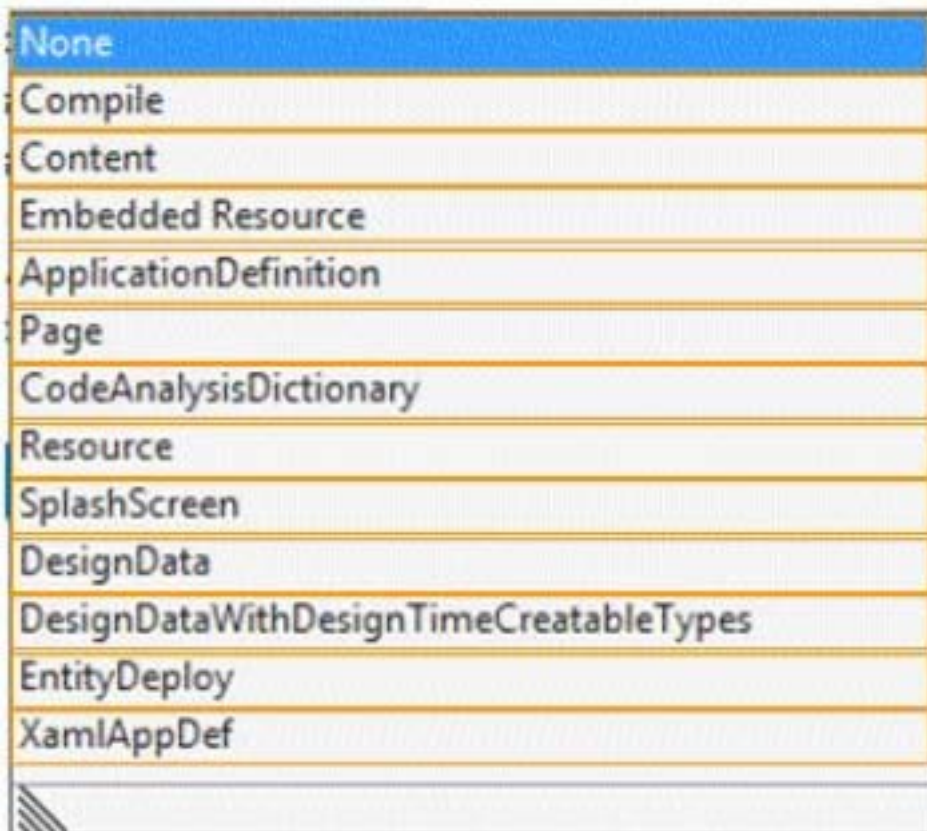 None
Compile
Content
Embedded Resource
ApplicationDefinition
Page
CodeAnalysisDictionary
Resource
SplashScreen
DesignData
DesignDataWithDesignTimeCreatableTypes
EntityDeploy
XamlAppDef